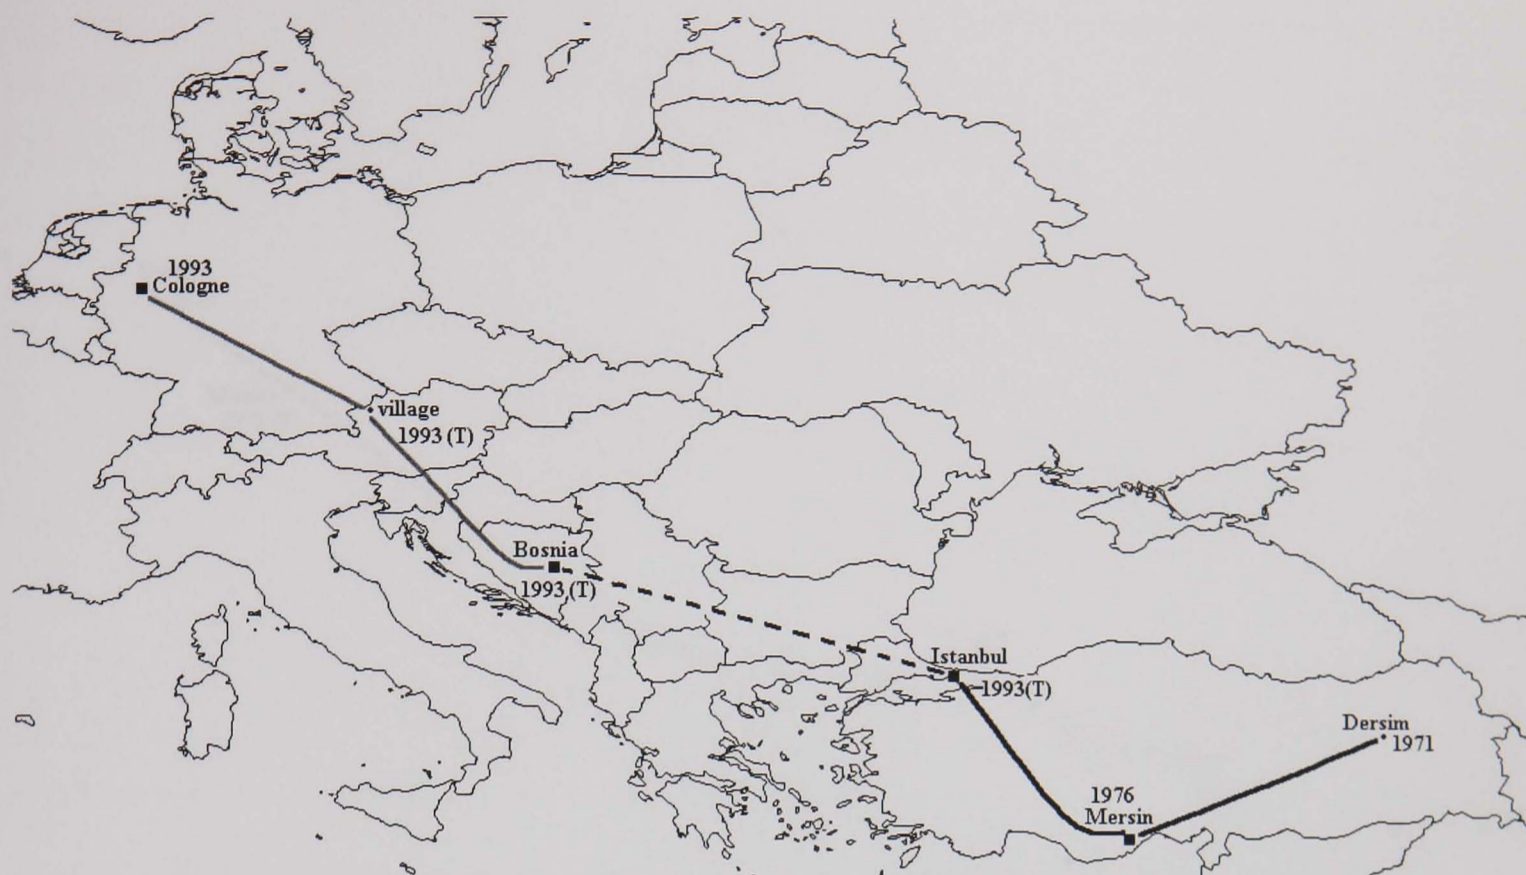 1993
Cologne
village
1993 (T)
Bosnia
1993 (T)
Istanbul
1993(T)
Dersim
1971
1976
Mersin